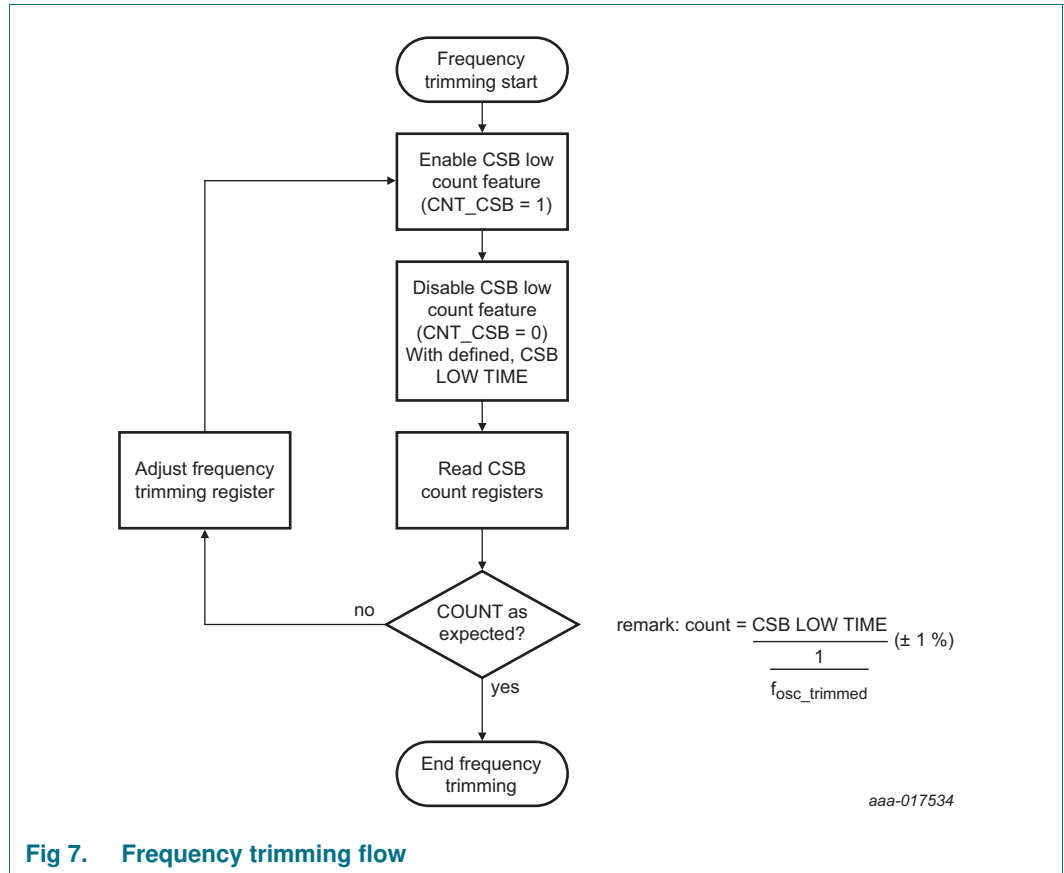 Frequency
trimming start
Enable CSB low
count feature
(CNT_CSB = 1)
Disable CSB low
count feature
(CNT_CSB = 0)
With defined, CSB
LOW TIME
Adjust frequency
trimming register
Read CSB
count registers
no
COUNT as
expected?
remark: count = CSB LOW TIME (± 1 %)
1
fosc_trimmed
yes
End frequency
trimming
aaa-017534
Fig 7. Frequency trimming flow